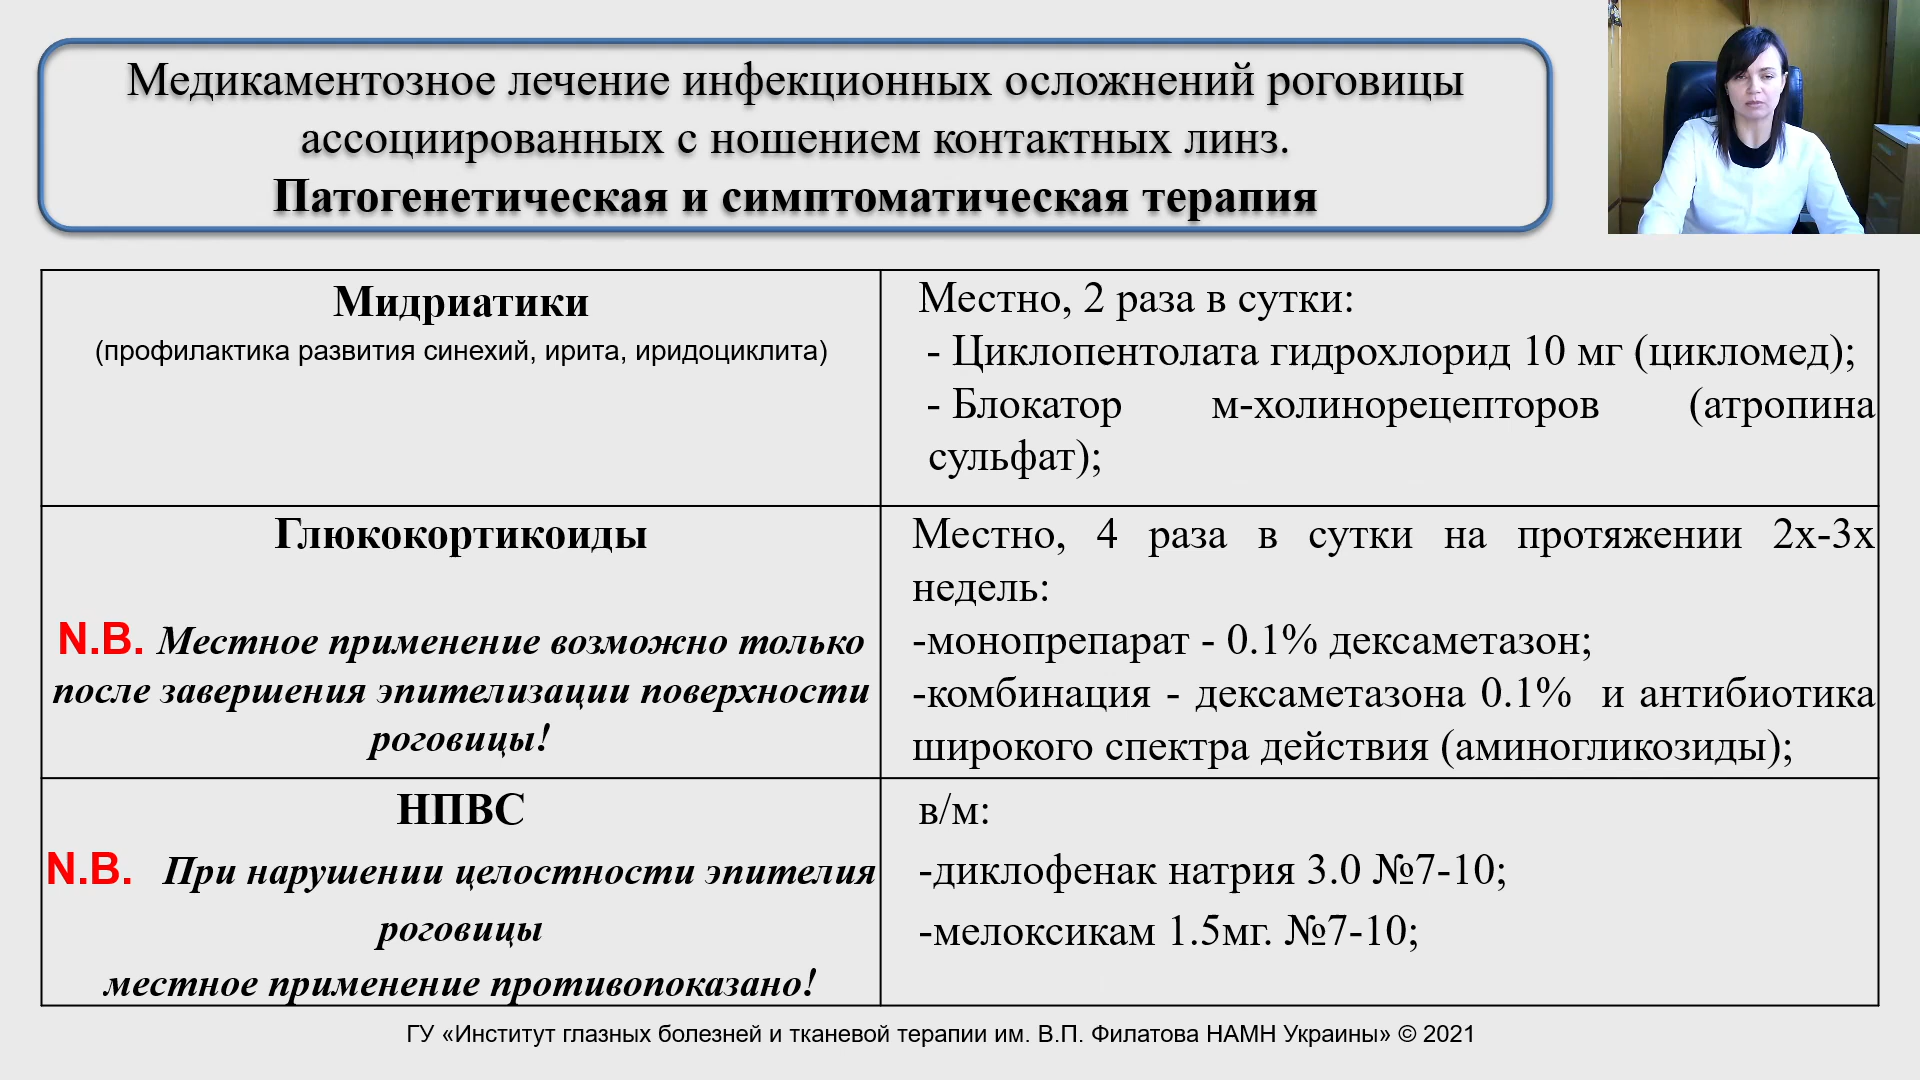 Медикаментозное лечение инфекционных осложнений роговицы
ассоциированных с ношением контактных линз.
Патогенетическая и симптоматическая терапия
Мидриатики
(профилактика развития синехий, ирита, иридоциклита)
Местно, 2 раза в сутки:
- Циклопентолата гидрохлорид 10 мг (цикломед);
- Блокатор м-холинорецепторов (атропина
сульфат);
Глюкокортикоиды
N.B. Местное применение возможно только
после завершения эпителизации поверхности
роговицы!
Местно, 4 раза в сутки на протяжении 2х-3х
недель:
-монопрепарат - 0.1% дексаметазон;
-комбинация - дексаметазона 0.1% и антибиотика
широкого спектра действия (аминогликозиды);
НПВС
N.B. При нарушении целостности эпителия
роговицы
местное применение противопоказано!
в/м:
-диклофенак натрия 3.0 №7-10;
-мелоксикам 1.5мг. №7-10;
ГУ «Институт глазных болезней и тканевой терапии им. В.П. Филатова НАМН Украины» © 2021